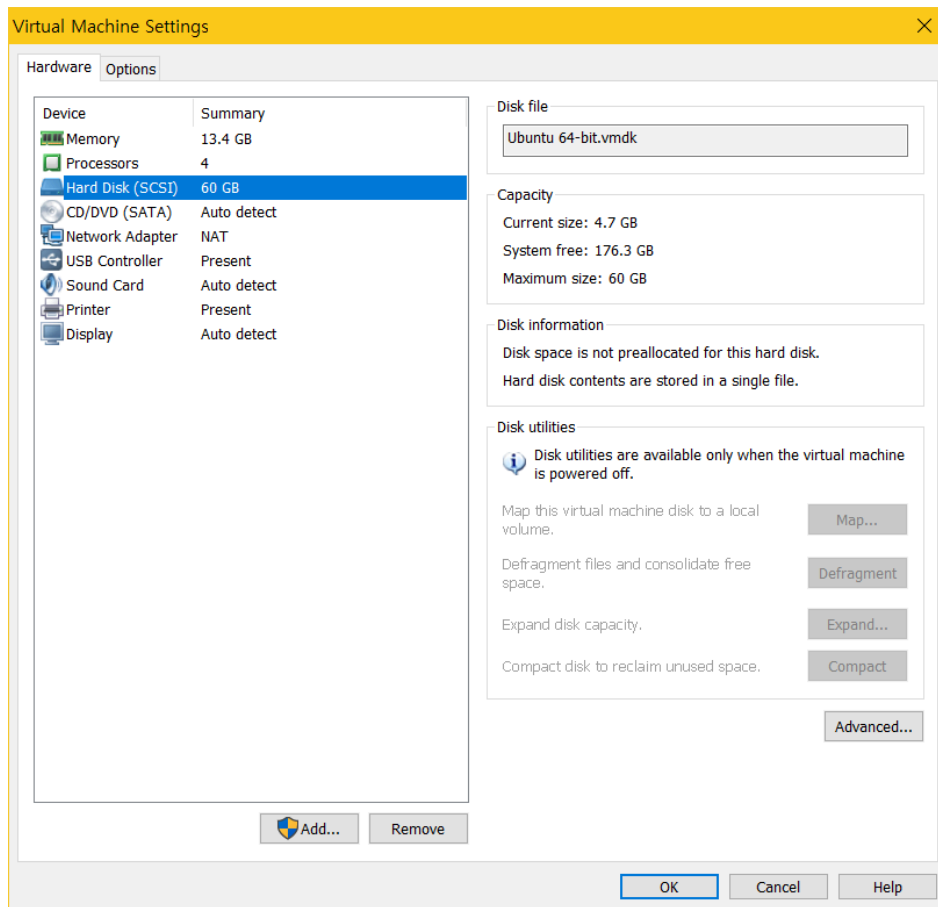 Virtual Machine Settings
Hardware
Options
Device Summary
Memory 13.4 GB
Processors 4
Hard Disk (SCSI) 60 GB
CD/DVD (SATA) Auto detect
Network Adapter NAT
USB Controller Present
Sound Card Auto detect
Printer Present
Display Auto detect
Add...
Remove
Disk file
Ubuntu 64-bit.vmdk
Capacity
Current size: 4.7 GB
System free: 176.3 GB
Maximum size: 60 GB
Disk information
Disk space is not preallocated for this hard disk.
Hard disk contents are stored in a single file.
Disk utilities
Disk utilities are available only when the virtual machine
is powered off.
Map this virtual machine disk to a local
volume.
Map...
Defragment files and consolidate free
space.
Defragment
Expand disk capacity.
Expand...
Compact disk to reclaim unused space.
Compact
Advanced...
OK
Cancel
Help